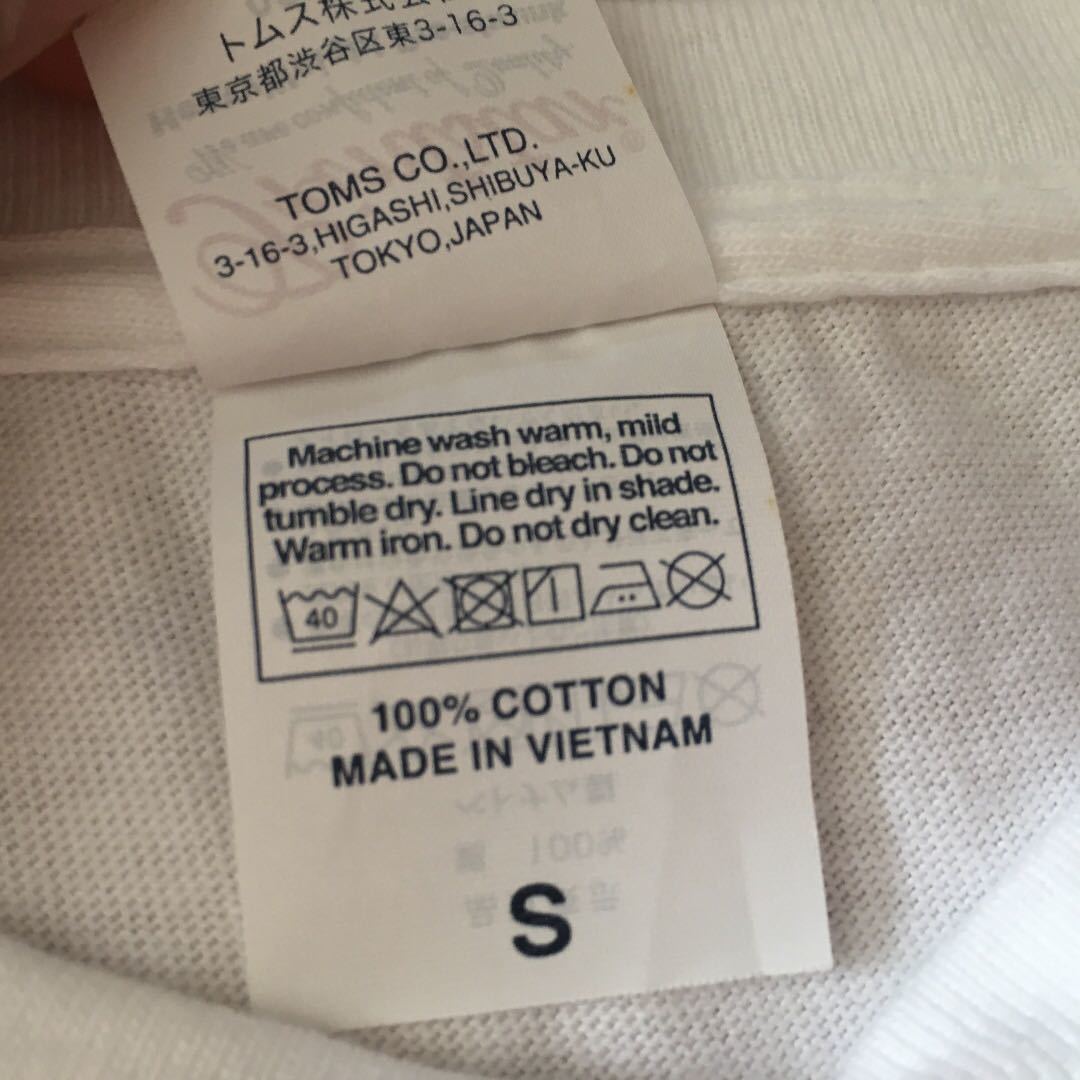 トムス株式会
東京都渋谷区東3-16-3
TOMS CO.,LTD.
3-16-3,HIGASHI,SHIBUYA-KU
TOKYO,JAPAN
Machine wash warm, mild
process. Do not bleach. Do not
tumble dry. Line dry in shade.
Warm iron. Do not dry clean.
40
100% COTTON
MADE IN VIETNAM
S